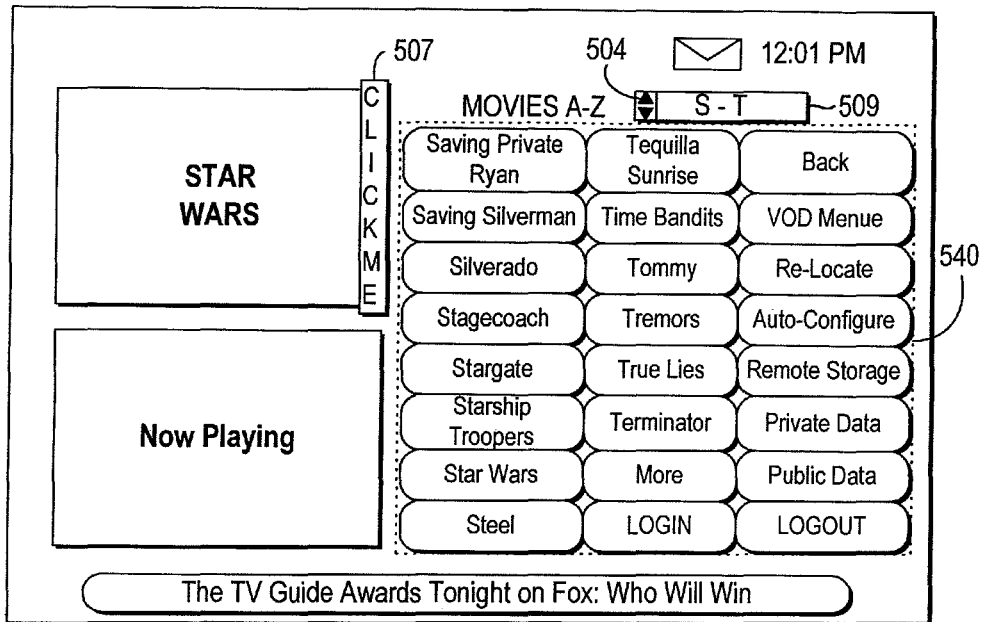 507
504
12:01 PM
MOVIES A-Z
S - T
509
CLICKME
STAR
WARS
Saving Private
Ryan
Tequilla
Sunrise
Back
Saving Silverman
Time Bandits
VOD Menue
540
Silverado
Tommy
Re-Locate
Stagecoach
Tremors
Auto-Configure
Stargate
True Lies
Remote Storage
Now Playing
Starship
Troopers
Terminator
Private Data
Star Wars
More
Public Data
Steel
LOGIN
LOGOUT
The TV Guide Awards Tonight on Fox: Who Will Win